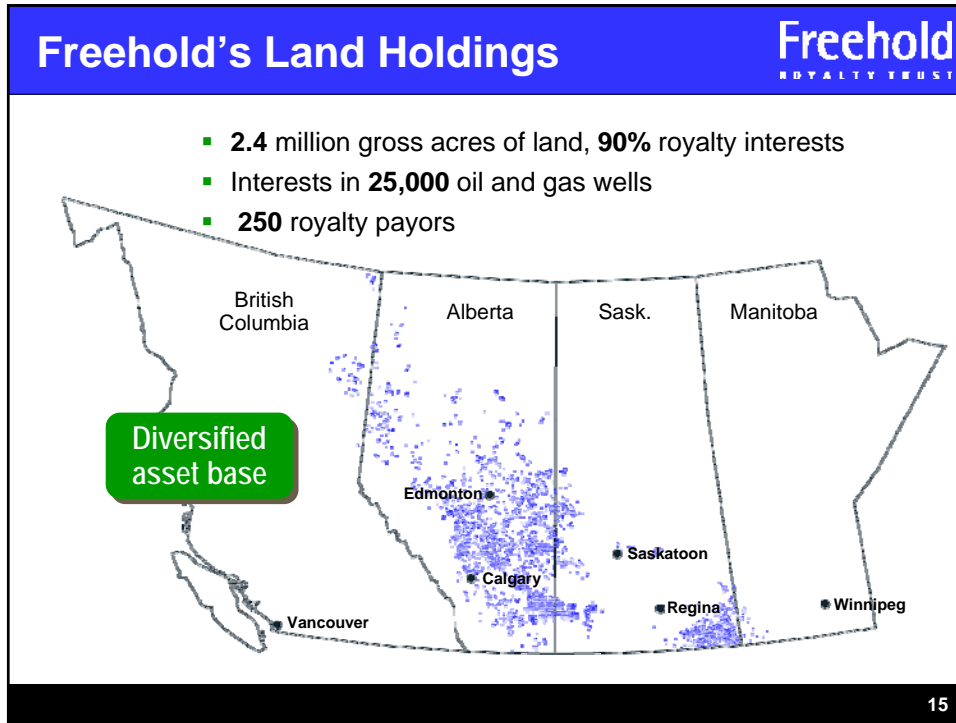 Freehold's Land Holdings
Freehold
ROYALTY TRUST
▪ 2.4 million gross acres of land, 90% royalty interests
▪ Interests in 25,000 oil and gas wells
▪ 250 royalty payors
British
Columbia
Alberta
Sask.
Manitoba
Diversified
asset base
Edmonton
Saskatoon
Calgary
Regina
Winnipeg
Vancouver
15